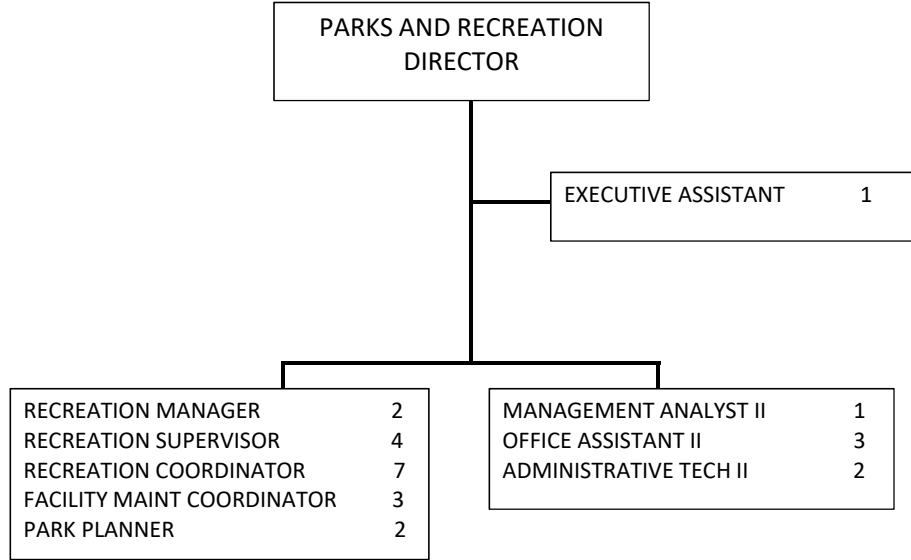 PARKS AND RECREATION
DIRECTOR
EXECUTIVE ASSISTANT 1
RECREATION MANAGER 2
RECREATION SUPERVISOR 4
RECREATION COORDINATOR 7
FACILITY MAINT COORDINATOR 3
PARK PLANNER 2
MANAGEMENT ANALYST II 1
OFFICE ASSISTANT II 3
ADMINISTRATIVE TECH II 2